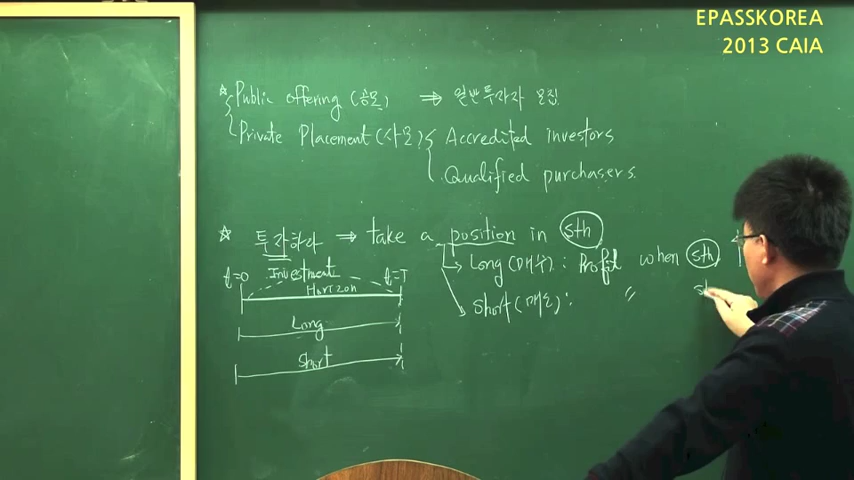 EPASSKOREA
2013 CAIA
☆ Public offering (공모) ⇒ 일반투자자 모집
Private Placement (사모) Accredited investors
Qualified purchasers
☆ 투자하다 ⇒ take a position in sth
Long (매수) : Profit when sth ↑
Short (매도) : 〃 st
t=0 Investment Horizon t=T
Long
Short